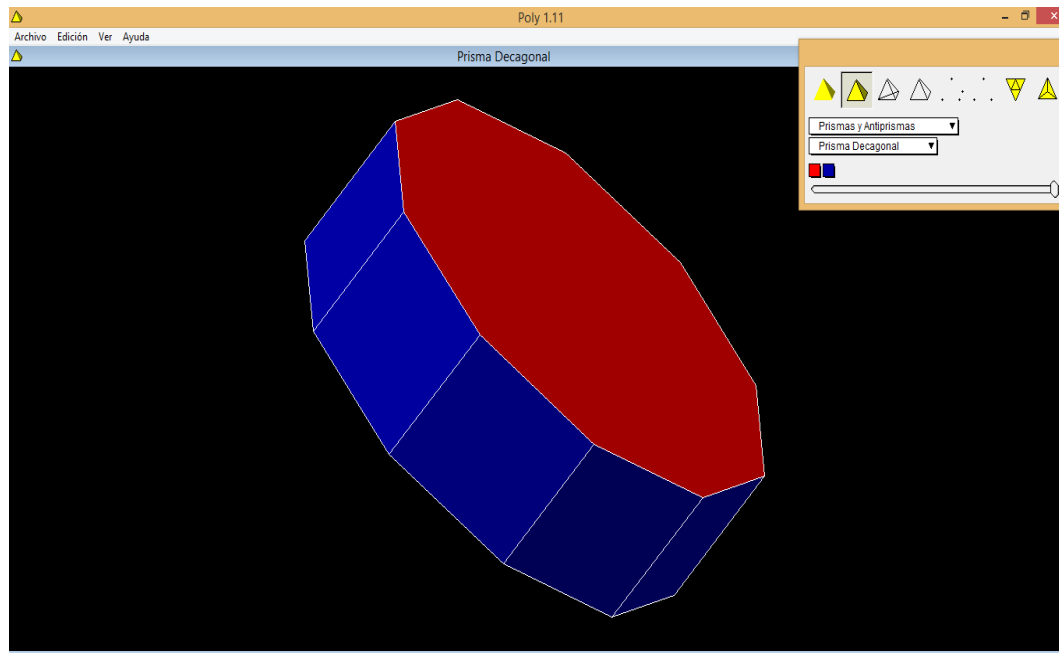 Poly 1.11
Archivo Edición Ver Ayuda
Prisma Decagonal
Prismas y Antiprismas
Prisma Decagonal